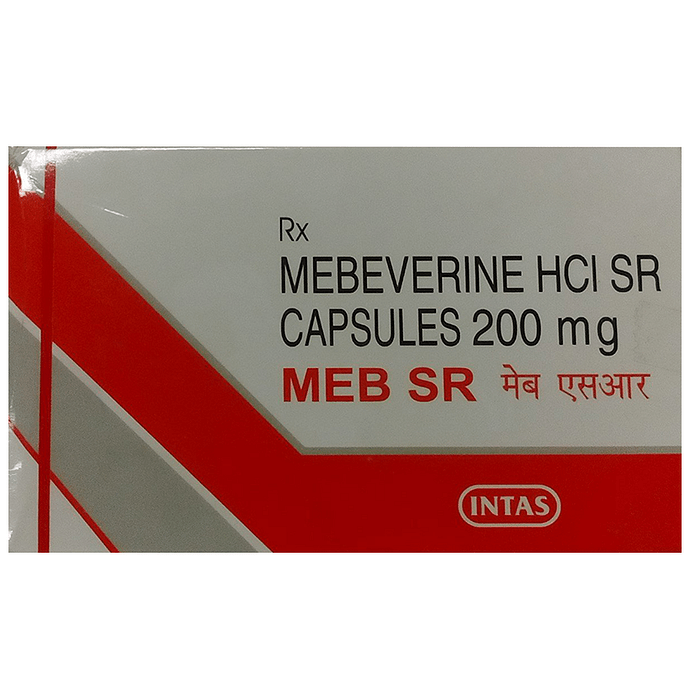 Rx
MEBEVERINE HCl SR
CAPSULES 200 mg
MEB SR मेब एसआर
INTAS